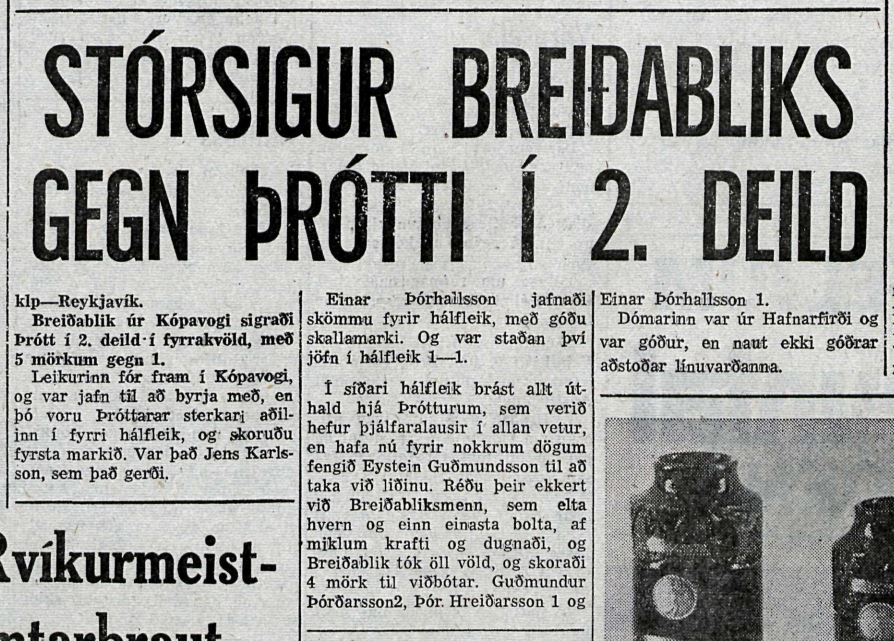 STÓRSIGUR BREIÐABLIKS
GEGN ÞRÓTTI Í 2. DEILD
klp—Reykjavík.
Breiðablik úr Kópavogi sigraði
Þrótt í 2. deild í fyrrakvöld, með
5 mörkum gegn 1.
Leikurinn fór fram í Kópavogi,
og var jafn til að byrja með, en
þó voru Þróttarar sterkari aðil-
inn í fyrri hálfleik, og skoruðu
fyrsta markið. Var það Jens Karls-
son, sem það gerði.
Rvíkurmeist-
Einar Þórhallsson jafnaði
skömmu fyrir hálfleik, með góðu
skallamarki. Og var staðan því
jöfn í hálfleik 1—1.
Í síðari hálfleik brást allt út-
hald hjá Þrótturum, sem verið
hefur þjálfaralausir í allan vetur,
en hafa nú fyrir nokkrum dögum
fengið Eystein Guðmundsson til að
taka við liðinu. Réðu þeir ekkert
við Breiðabliksmenn, sem elta
hvern og einn einasta bolta, af
miklum krafti og dugnaði, og
Breiðablik tók öll völd, og skoraði
4 mörk til viðbótar. Guðmundur
Þórðarsson2, Þór. Hreiðarsson 1 og
Einar Þórhallsson 1.
Dómarinn var úr Hafnarfirði og
var góður, en naut ekki góðrar
aðstoðar línuvarðanna.